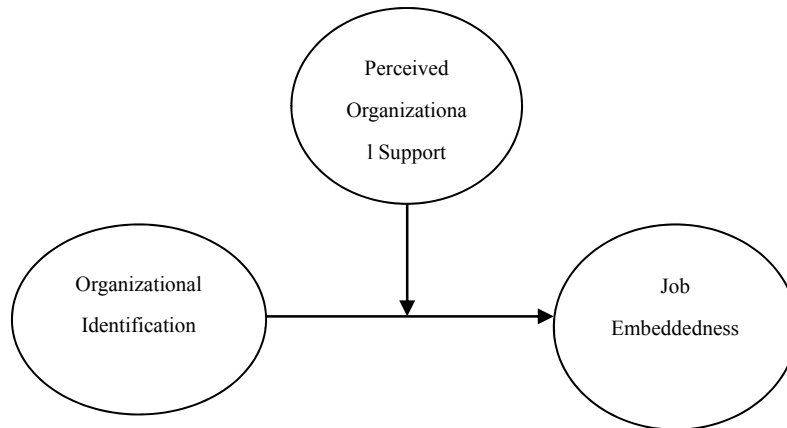 Perceived
Organizationa
l Support
Organizational
Identification
Job
Embeddedness